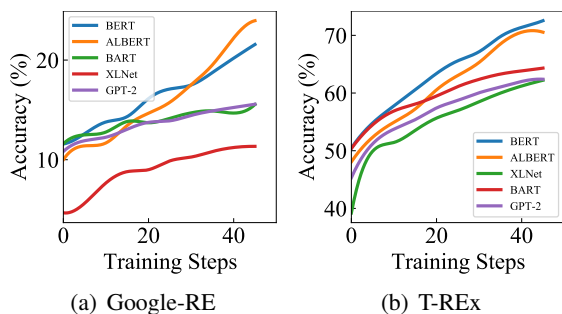 Accuracy (%)
20
10
BERT
ALBERT
BART
XLNet
GPT-2
0
20
40
Training Steps
(a) Google-RE
Accuracy (%)
70
60
50
40
BERT
ALBERT
XLNet
BART
GPT-2
0
20
40
Training Steps
(b) T-REx